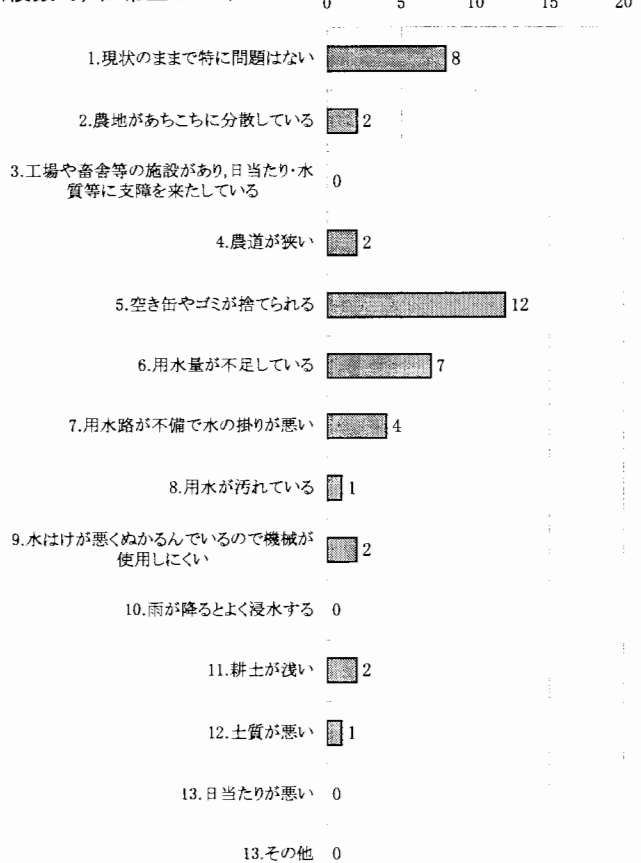 0 5 10 15 20
1.現状のままで特に問題はない 8
2.農地があちこちに分散している 2
3.工場や畜舎等の施設があり,日当たり・水
質等に支障を来たしている 0
4.農道が狭い 2
5.空き缶やゴミが捨てられる 12
6.用水量が不足している 7
7.用水路が不備で水の掛りが悪い 4
8.用水が汚れている 1
9.水はけが悪くぬかるんでいるので機械が
使用しにくい 2
10.雨が降るとよく浸水する 0
11.耕土が浅い 2
12.土質が悪い 1
13.日当たりが悪い 0
13.その他 0